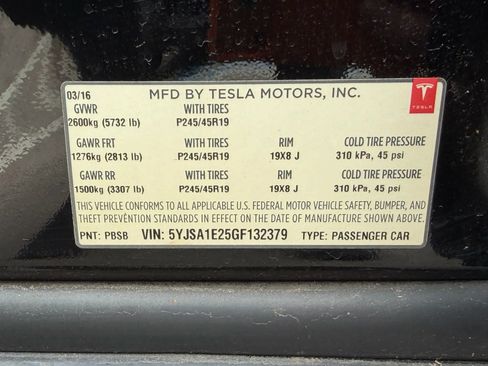 03/16 MFD BY TESLA MOTORS, INC.
GVWR WITH TIRES
2600kg (5732 lb) P245/45R19
TESLA
GAWR FRT WITH TIRES RIM COLD TIRE PRESSURE
1276kg (2813 lb) P245/45R19 19X8 J 310 kPa, 45 psi
GAWR RR WITH TIRES RIM COLD TIRE PRESSURE
1500kg (3307 lb) P245/45R19 19X8 J 310 kPa, 45 psi
THIS VEHICLE CONFORMS TO ALL APPLICABLE U.S. FEDERAL MOTOR VEHICLE SAFETY, BUMPER, AND
THEFT PREVENTION STANDARDS IN EFFECT ON THE DATE OF MANUFACTURE SHOWN ABOVE.
PNT: PBSB VIN: 5YJSA1E25GF132379 TYPE: PASSENGER CAR